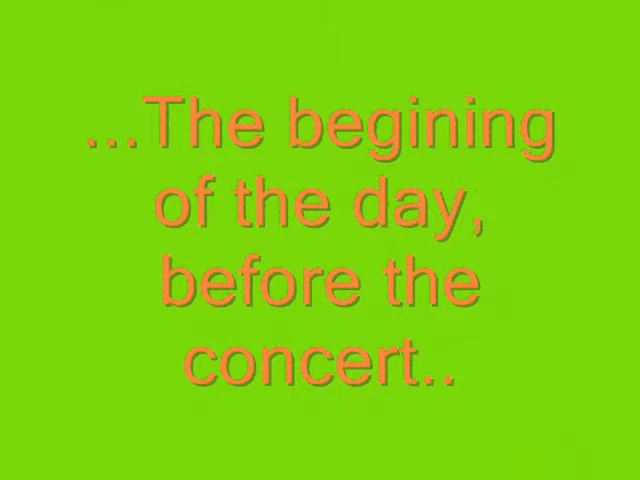 ...The begining
of the day,
before the
concert..